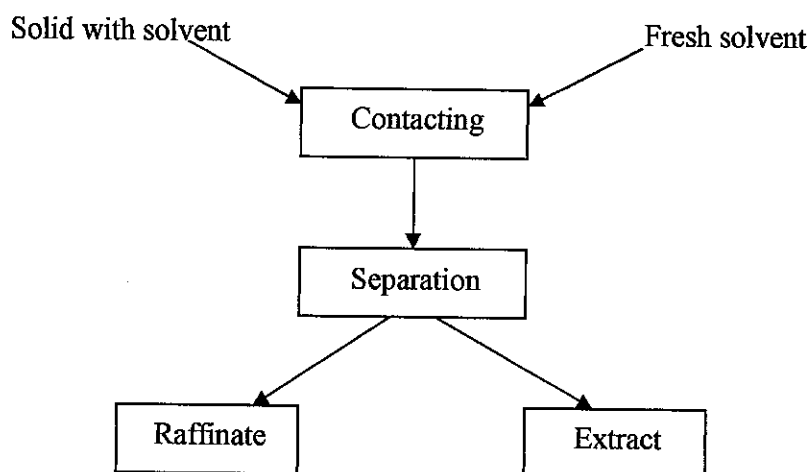 Solid with solvent
Fresh solvent
Contacting
Separation
Raffinate
Extract